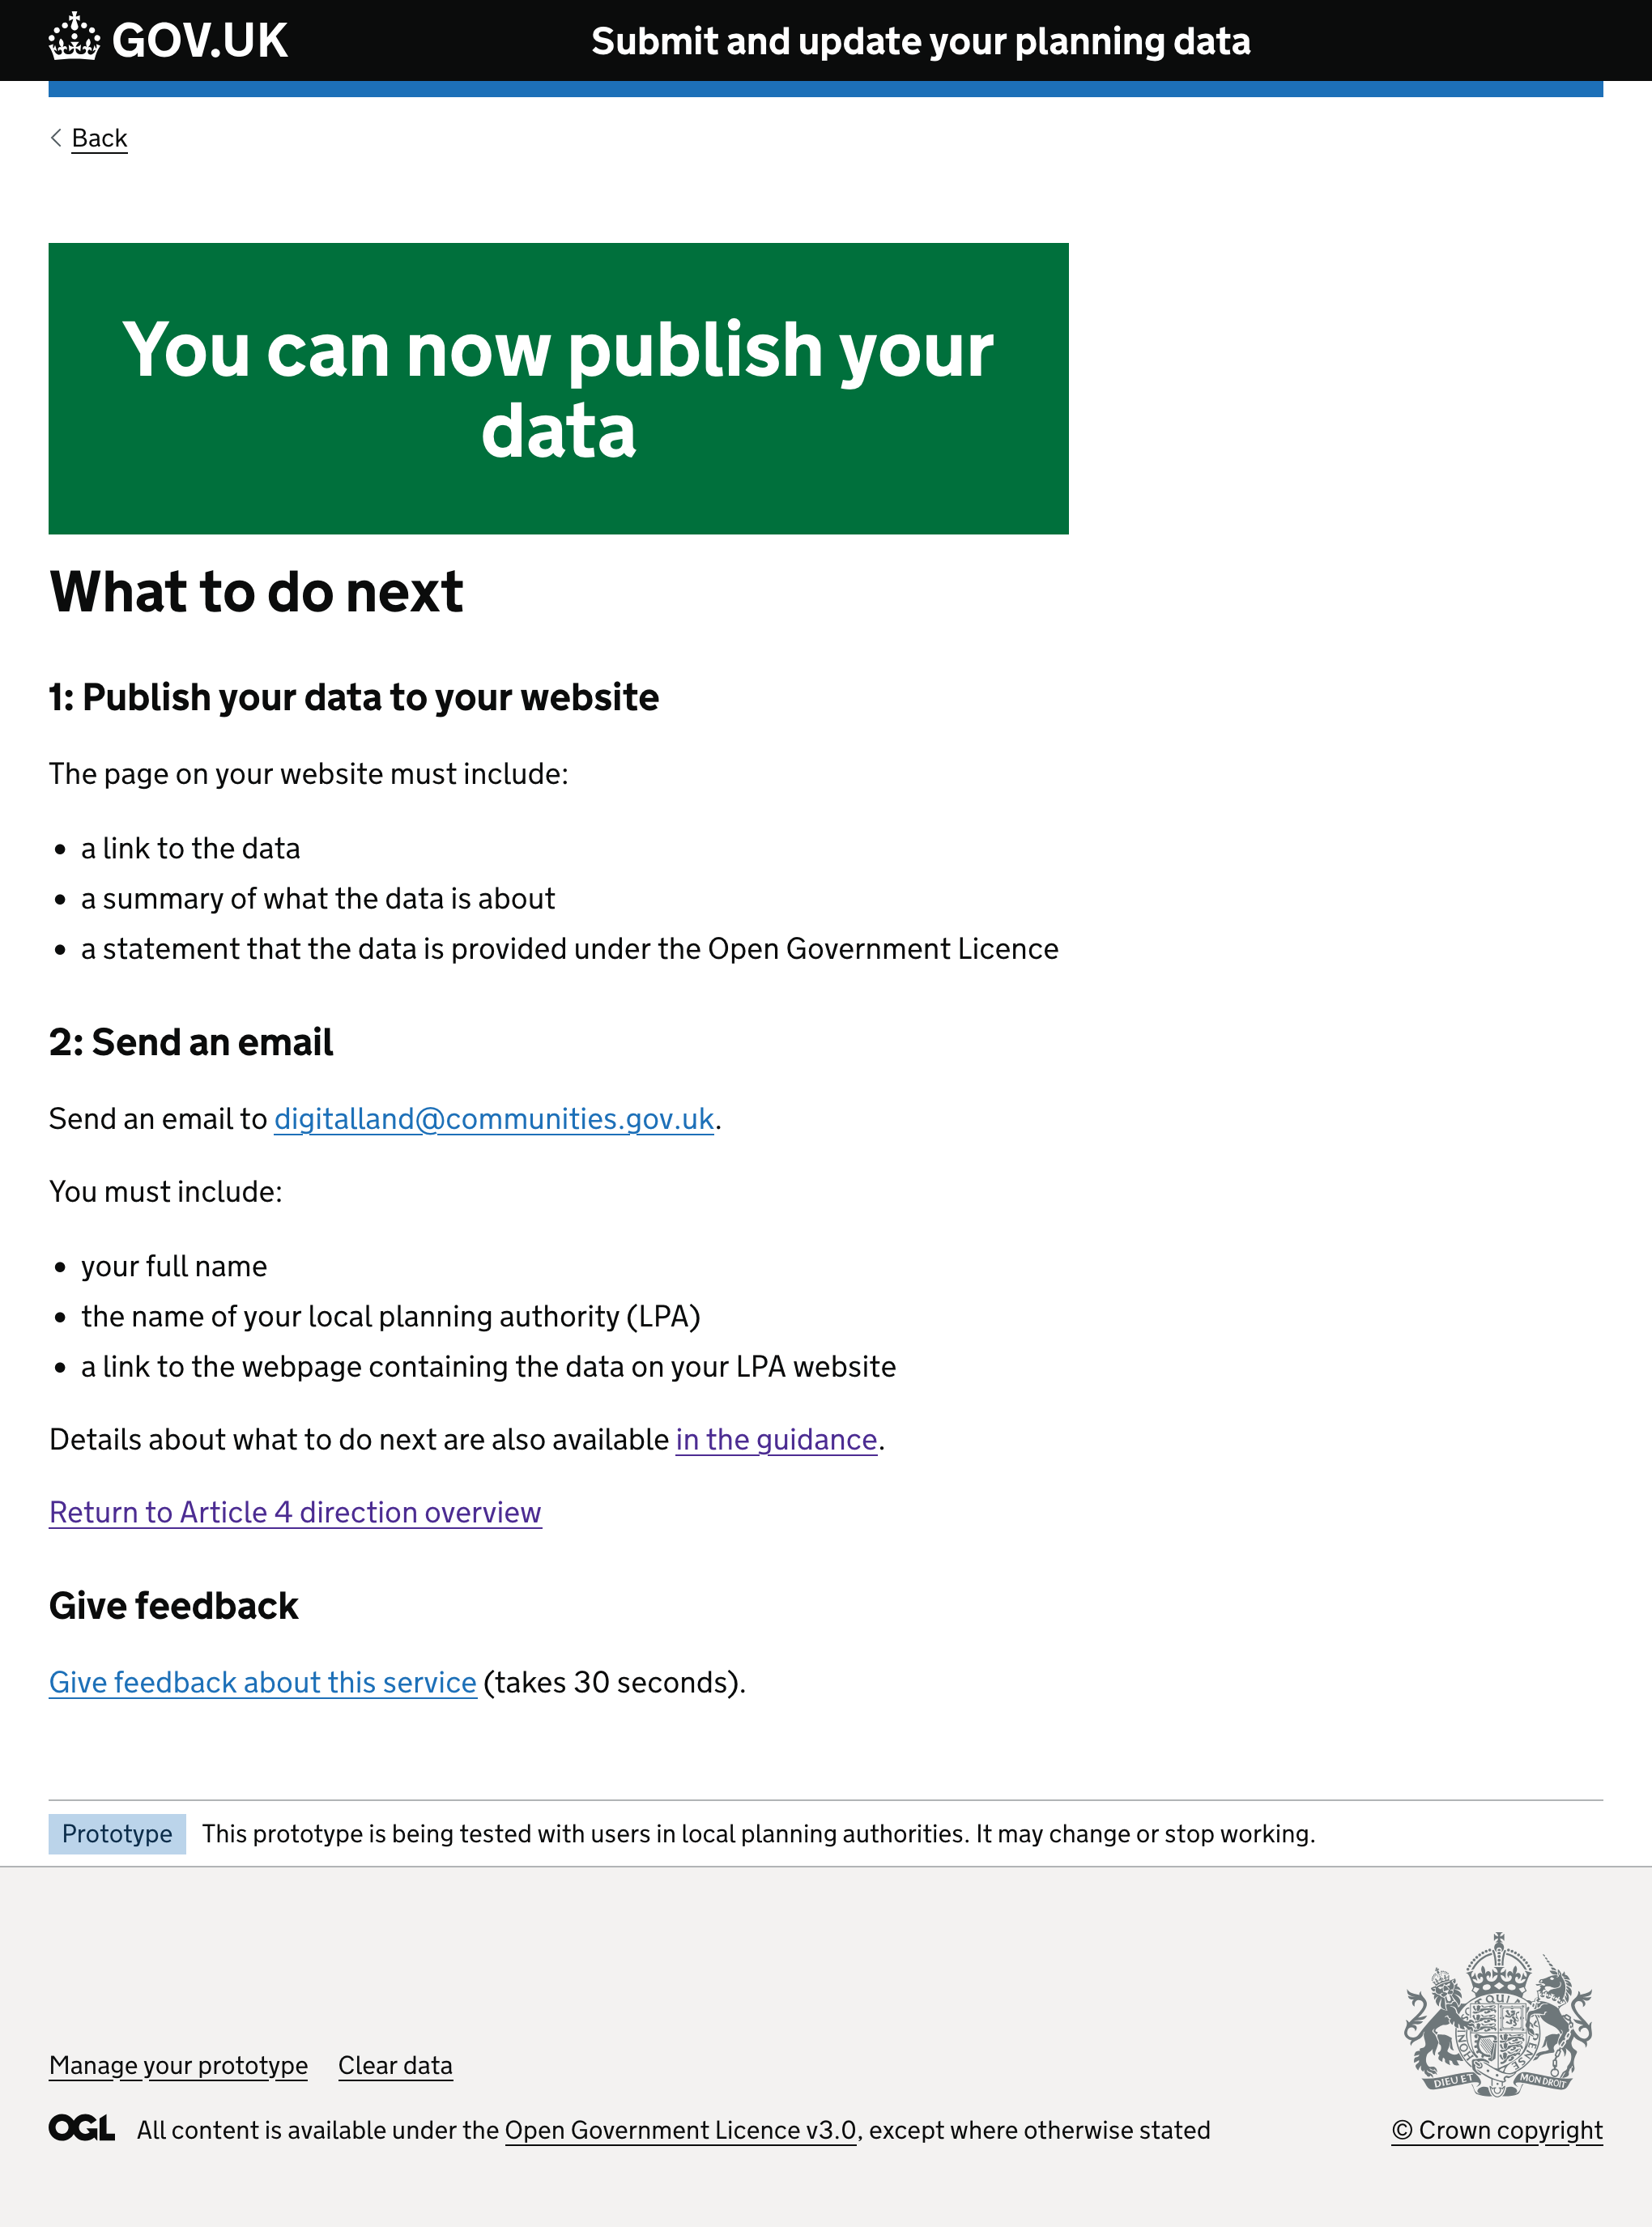 GOV.UK
Submit and update your planning data
Back
You can now publish your
data
What to do next
1: Publish your data to your website
The page on your website must include:
• a link to the data
• a summary of what the data is about
• a statement that the data is provided under the Open Government Licence
2: Send an email
Send an email to digitalland@communities.gov.uk.
You must include:
• your full name
• the name of your local planning authority (LPA)
• a link to the webpage containing the data on your LPA website
Details about what to do next are also available in the guidance.
Return to Article 4 direction overview
Give feedback
Give feedback about this service (takes 30 seconds).
Prototype
This prototype is being tested with users in local planning authorities. It may change or stop working.
DIEU ET MON DROIT
Manage your prototype
Clear data
OGL
All content is available under the Open Government Licence v3.0, except where otherwise stated
© Crown copyright